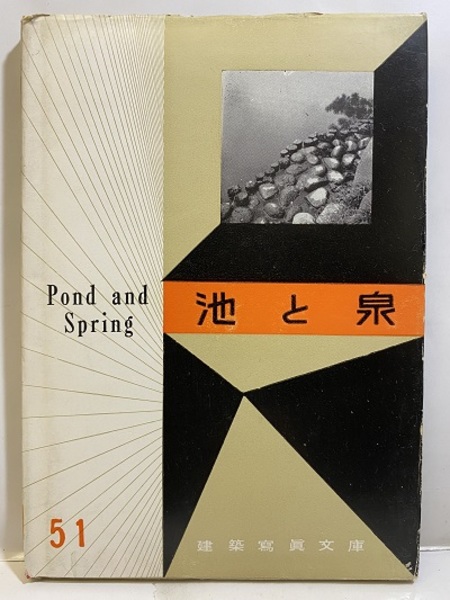 Pond and
Spring
池と泉
51
建築寫眞文庫